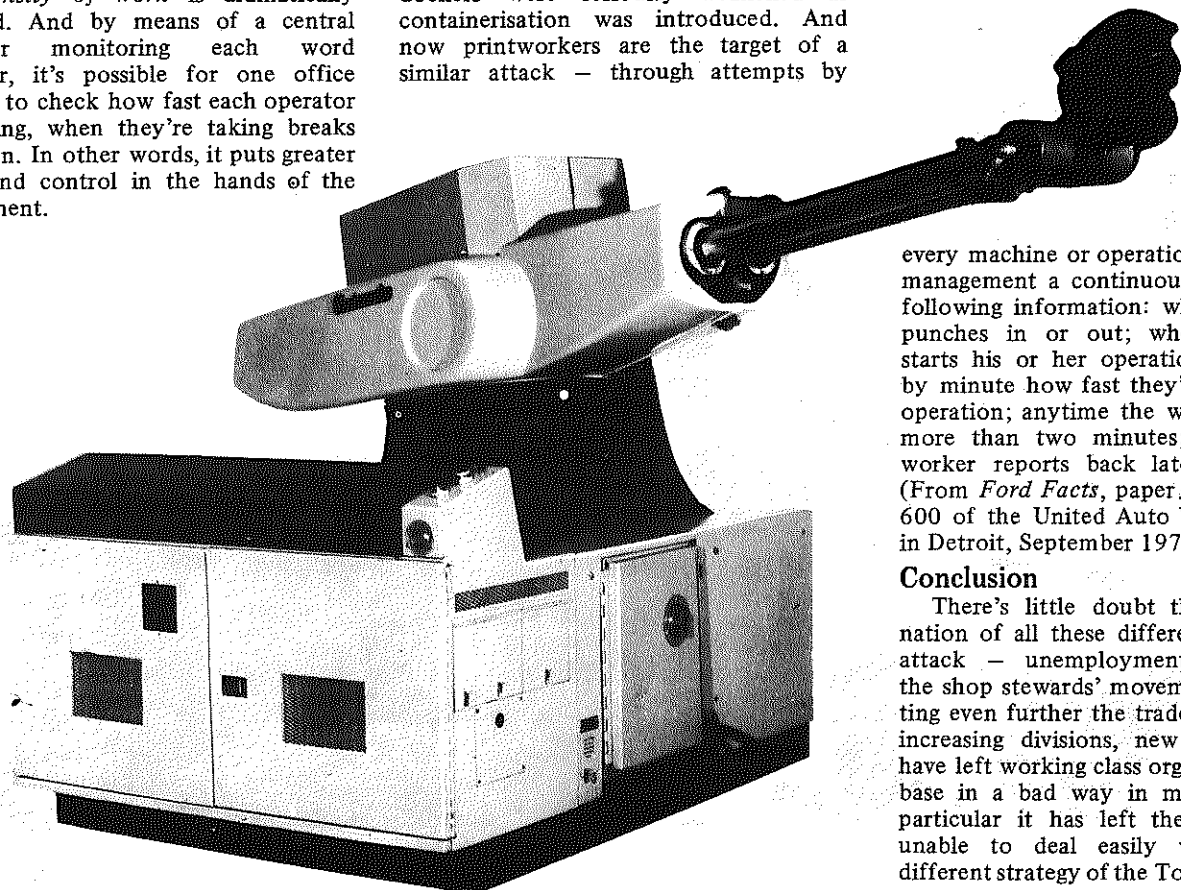 of work is dramatically
And by means of a central
monitoring each word
it's possible for one office
to check how fast each operator
when they're taking breaks
In other words, it puts greater
control in the hands of the
containerisation was introduced. And
now printworkers are the target of a
similar attack — through attempts by
every machine or operatio
management a continuous
following information: w
punches in or out; wh
starts his or her operatio
by minute how fast they'
operation; anytime the w
more than two minutes
worker reports back lat
(From Ford Facts, paper
600 of the United Auto
in Detroit, September 197
Conclusion
There's little doubt t
nation of all these differe
attack — unemployment
the shop stewards' movem
ting even further the trad
increasing divisions, new
have left working class org
base in a bad way in m
particular it has left the
unable to deal easily
different strategy of the To